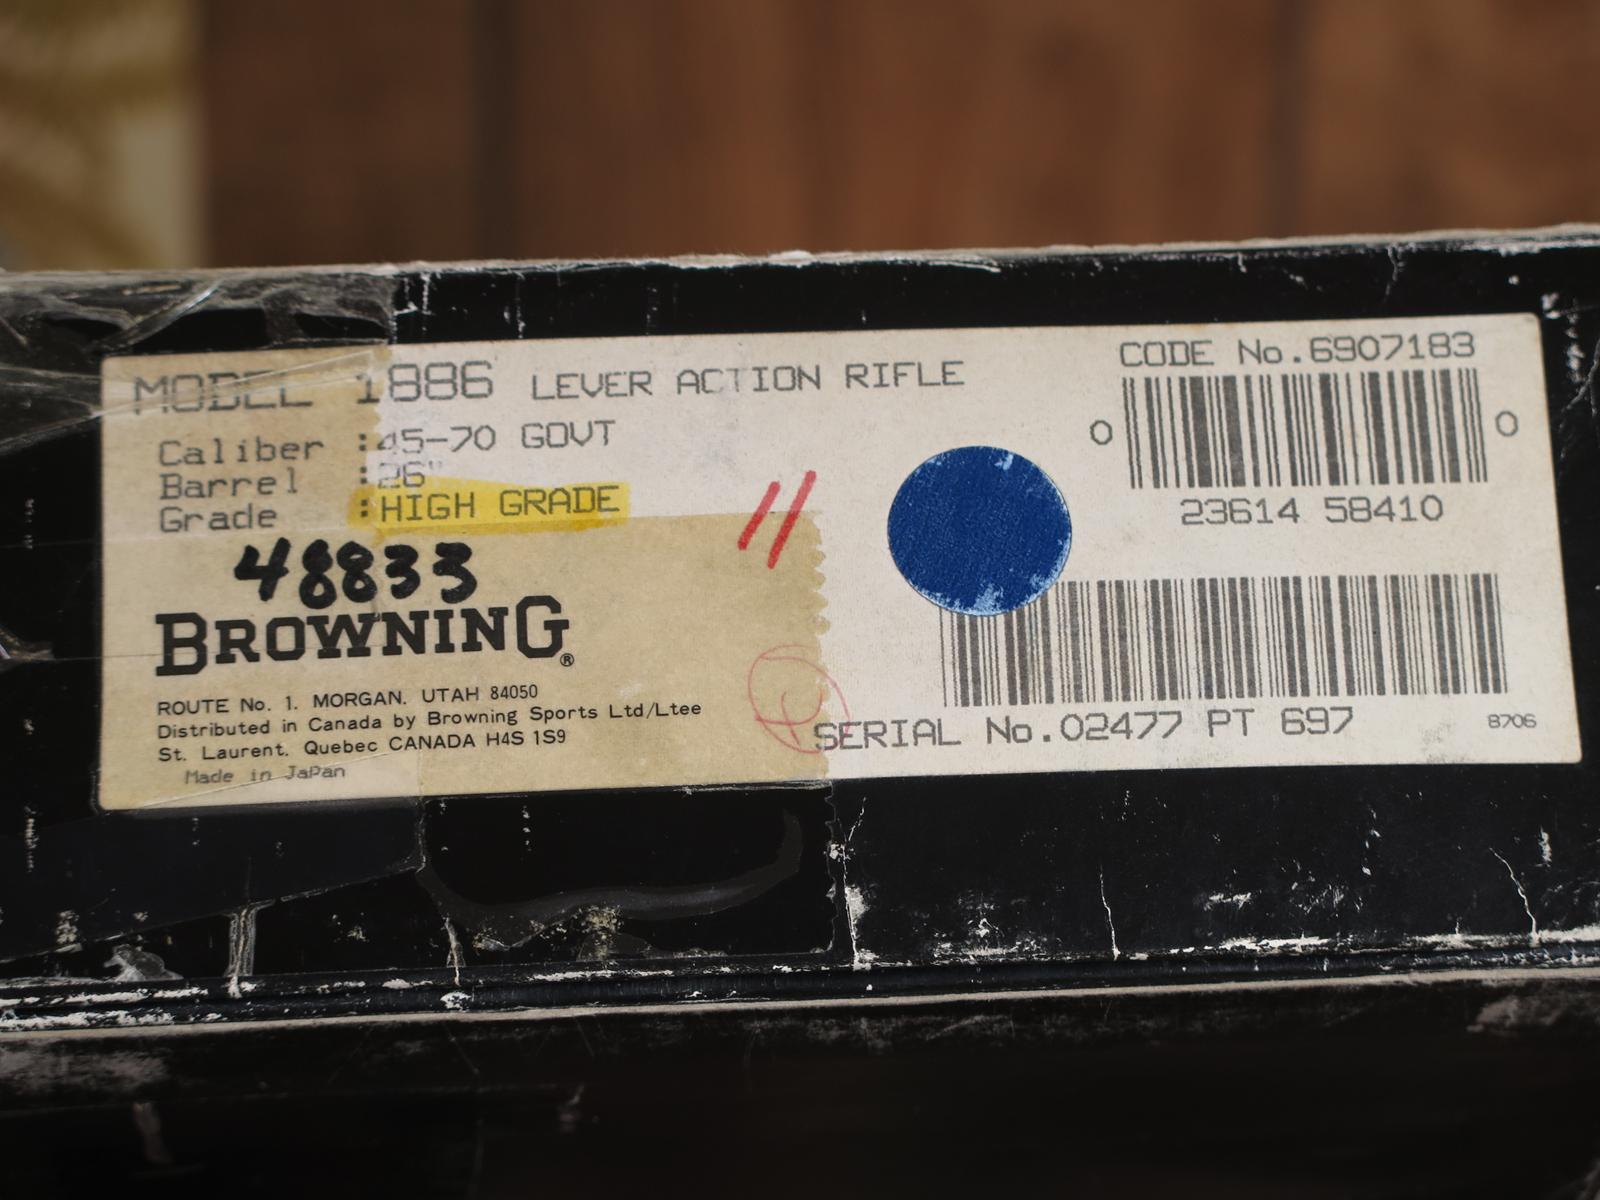 MODEL 1886 LEVER ACTION RIFLE
Caliber :45-70 GOVT
Barrel :26"
Grade :HIGH GRADE
48833
BROWNING®
ROUTE No. 1. MORGAN. UTAH 84050
Distributed in Canada by Browning Sports Ltd/Ltee
St. Laurent. Quebec CANADA H4S 1S9
Made in Japan
11
CODE No.6907183
0 0
23614 58410
SERIAL No.02477 PT 697
8706